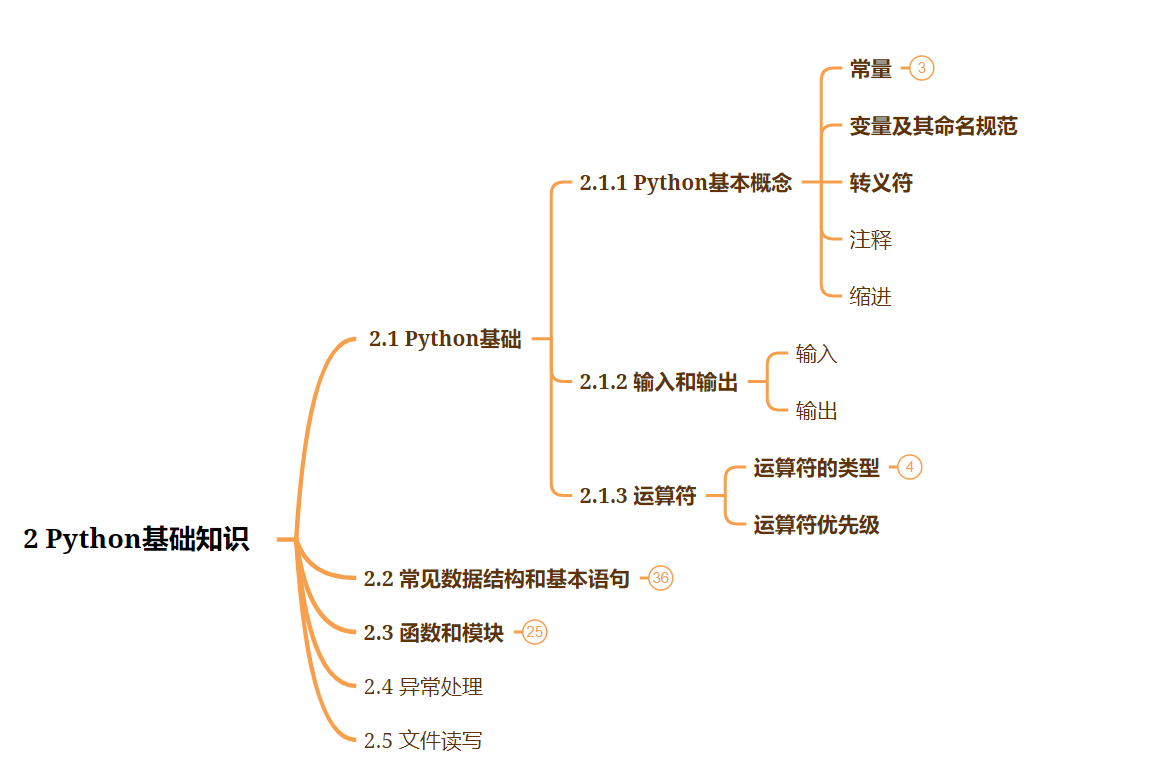 常量 3
变量及其命名规范
2.1.1 Python基本概念
转义符
注释
缩进
2.1 Python基础
输入
2.1.2 输入和输出
输出
运算符的类型 4
2.1.3 运算符
运算符优先级
2 Python基础知识
2.2 常见数据结构和基本语句 36
2.3 函数和模块 25
2.4 异常处理
2.5 文件读写